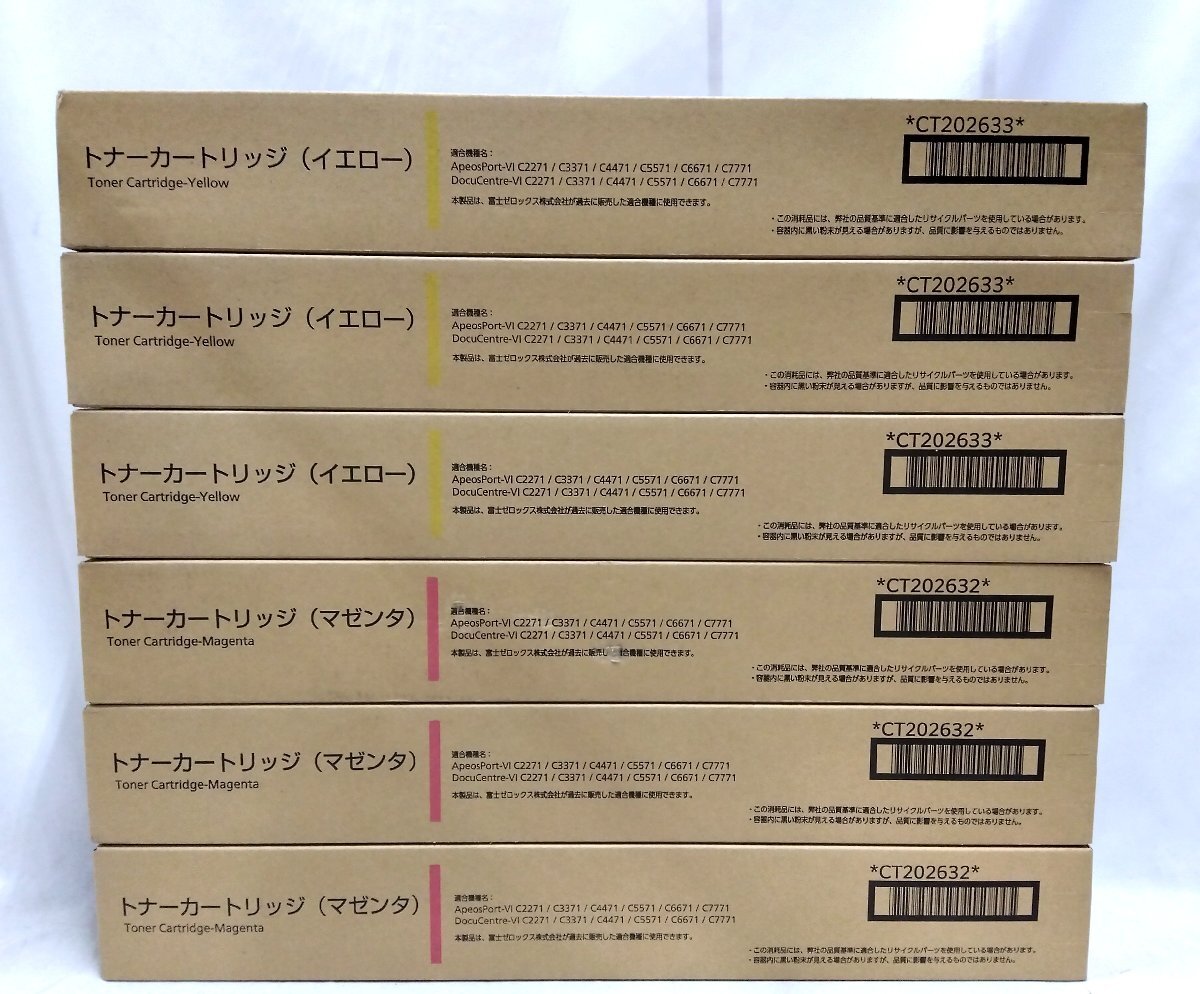 トナーカートリッジ（イエロー）
Toner Cartridge-Yellow
適合機種名：
ApeosPort-VI C2271 / C3371 / C4471 / C5571 / C6671 / C7771
DocuCentre-VI C2271 / C3371 / C4471 / C5571 / C6671 / C7771
本製品は、富士ゼロックス株式会社が過去に販売した適合機種に使用できます。
*CT202633*
・この消耗品には、弊社の品質基準に適合したリサイクルパーツを使用している場合があります。
・容器内に黒い粉末が見える場合がありますが、品質に影響を与えるものではありません。
トナーカートリッジ（イエロー）
Toner Cartridge-Yellow
適合機種名：
ApeosPort-VI C2271 / C3371 / C4471 / C5571 / C6671 / C7771
DocuCentre-VI C2271 / C3371 / C4471 / C5571 / C6671 / C7771
本製品は、富士ゼロックス株式会社が過去に販売した適合機種に使用できます。
*CT202633*
・この消耗品には、弊社の品質基準に適合したリサイクルパーツを使用している場合があります。
・容器内に黒い粉末が見える場合がありますが、品質に影響を与えるものではありません。
トナーカートリッジ（イエロー）
Toner Cartridge-Yellow
適合機種名：
ApeosPort-VI C2271 / C3371 / C4471 / C5571 / C6671 / C7771
DocuCentre-VI C2271 / C3371 / C4471 / C5571 / C6671 / C7771
本製品は、富士ゼロックス株式会社が過去に販売した適合機種に使用できます。
*CT202633*
・この消耗品には、弊社の品質基準に適合したリサイクルパーツを使用している場合があります。
・容器内に黒い粉末が見える場合がありますが、品質に影響を与えるものではありません。
トナーカートリッジ（マゼンタ）
Toner Cartridge-Magenta
適合機種名：
ApeosPort-VI C2271 / C3371 / C4471 / C5571 / C6671 / C7771
DocuCentre-VI C2271 / C3371 / C4471 / C5571 / C6671 / C7771
本製品は、富士ゼロックス株式会社が過去に販売し 適合機種に使用できます。
*CT202632*
・この消耗品には、弊社の品質基準に適合したリサイクルパーツを使用している場合があります。
・容器内に黒い粉末が見える場合がありますが、品質に影響を与えるものではありません。
トナーカートリッジ（マゼンタ）
Toner Cartridge-Magenta
適合機種名：
ApeosPort-VI C2271 / C3371 / C4471 / C5571 / C6671 / C7771
DocuCentre-VI C2271 / C3371 / C4471 / C5571 / C6671 / C7771
本製品は、富士ゼロックス株式会社が過去に販売した適合機種に使用できます。
*CT202632*
・この消耗品には、弊社の品質基準に適合したリサイクルパーツを使用している場合があります。
・容器内に黒い粉末が見える場合がありますが、品質に影響を与えるものではありません。
トナーカートリッジ（マゼンタ）
Toner Cartridge-Magenta
適合機種名：
ApeosPort-VI C2271 / C3371 / C4471 / C5571 / C6671 / C7771
DocuCentre-VI C2271 / C3371 / C4471 / C5571 / C6671 / C7771
本製品は、富士ゼロックス株式会社が過去に販売した適合機種に使用できます。
*CT202632*
・この消耗品には、弊社の品質基準に適合したリサイクルパーツを使用している場合があります。
・容器内に黒い粉末が見える場合がありますが、品質に影響を与えるものではありません。